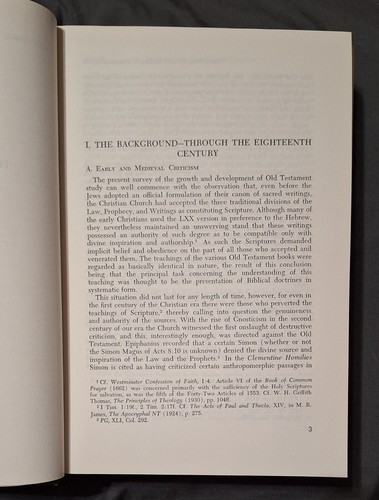 I. THE BACKGROUND—THROUGH THE EIGHTEENTH
CENTURY
A. EARLY AND MEDIEVAL CRITICISM
The present survey of the growth and development of Old Testament
study can well commence with the observation that, even before the
Jews adopted an official formulation of their canon of sacred writings,
the Christian Church had accepted the three traditional divisions of the
Law, Prophecy, and Writings as constituting Scripture. Although many of
the early Christians used the LXX version in preference to the Hebrew,
they nevertheless maintained an unswerving stand that these writings
possessed an authority of such degree as to be compatible only with
divine inspiration and authorship.¹ As such the Scriptures demanded
implicit belief and obedience on the part of all those who accepted and
venerated them. The teachings of the various Old Testament books were
regarded as basically identical in nature, the result of this conclusion
being that the principal task concerning the understanding of this
teaching was thought to be the presentation of Biblical doctrines in
systematic form.
This situation did not last for any length of time, however, for even in
the first century of the Christian era there were those who perverted the
teachings of Scripture,² thereby calling into question the genuineness
and authority of the sources. With the rise of Gnosticism in the second
century of our era the Church witnessed the first onslaught of destructive
criticism, and this, interestingly enough, was directed against the Old
Testament. Epiphanius recorded that a certain Simon (whether or not
the Simon Magus of Acts 8:10 is unknown) denied the divine source and
inspiration of the Law and the Prophets.³ In the Clementine Homilies
Simon is cited as having criticized certain anthropomorphic passages in
¹ Cf. Westminster Confession of Faith, 1:4. Article VI of the Book of Common
Prayer (1662) was concerned primarily with the sufficiency of the Holy Scriptures
for salvation, as was the fifth of the Forty-Two Articles of 1553. Cf. W. H. Griffith
Thomas, The Principles of Theology (1930), pp. 104ff.
² I Tim. 1:19f., 2 Tim. 2:17f. Cf. The Acts of Paul and Thecla, XIV, in M. R.
James, The Apocryphal NT (1924), p. 275.
³ PG, XLI, Col. 292.
3